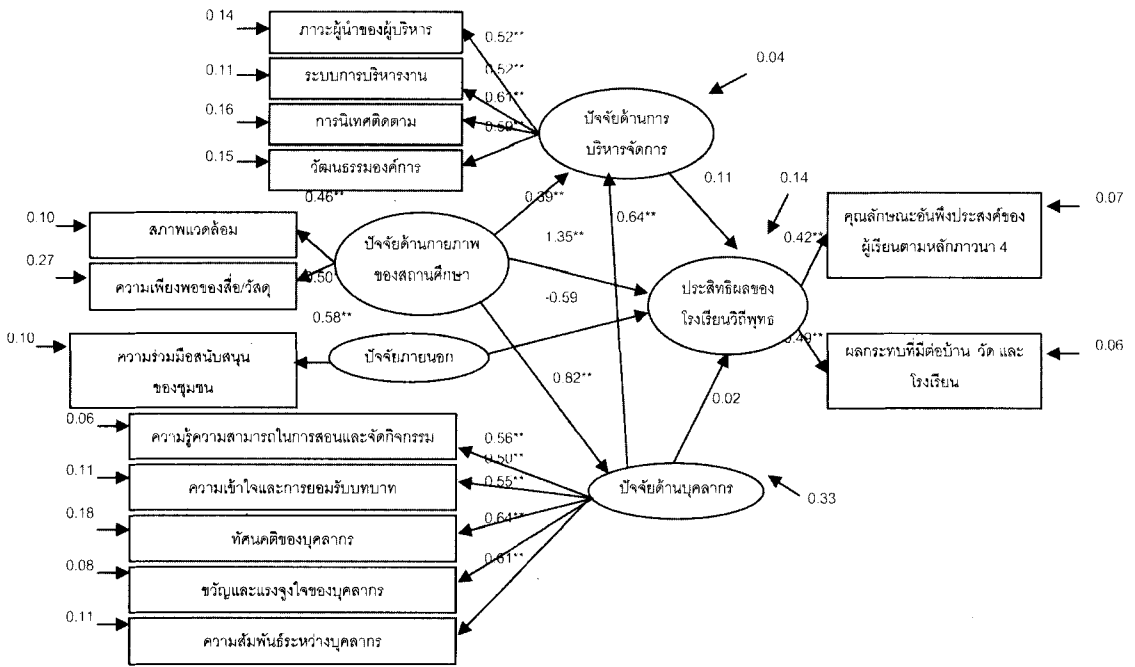 0.14
ภาวะผู้นำของผู้บริหาร
0.52**
0.04
0.11
ระบบการบริหารงาน
0.52**
0.61**
0.16
การนิเทศติดตาม
0.59**
ปัจจัยด้านการ
บริหารจัดการ
0.15
วัฒนธรรมองค์การ
0.11
0.14
0.46**
0.39**
0.64**
0.07
0.10
สภาพแวดล้อม
ปัจจัยด้านกายภาพ
ของสถานศึกษา
1.35**
0.42**
คุณลักษณะอันพึงประสงค์ของ
ผู้เรียนตามหลักภาวนา 4
0.27
ความเพียงพอของสื่อ/วัสดุ
0.50
-0.59
ประสิทธิผลของ
โรงเรียนวิถีพุทธ
0.58**
0.10
ความร่วมมือสนับสนุน
ของชุมชน
ปัจจัยภายนอก
0.49**
0.06
ผลกระทบที่มีต่อบ้าน วัด และ
โรงเรียน
0.82**
0.02
0.06
ความรู้ความสามารถในการสอนและจัดกิจกรรม
0.56**
0.50**
0.11
ความเข้าใจและการยอมรับบทบาท
0.55**
ปัจจัยด้านบุคลากร
0.33
0.18
ทัศนคติของบุคลากร
0.64**
0.08
ขวัญและแรงจูงใจของบุคลากร
0.61**
0.11
ความสัมพันธ์ระหว่างบุคลากร